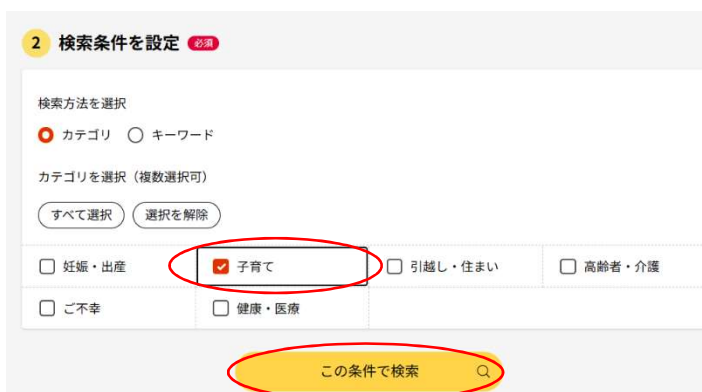 2 検索条件を設定 必須
検索方法を選択
カテゴリ キーワード
カテゴリを選択（複数選択可）
すべて選択 選択を解除
妊娠・出産 子育て 引越し・住まい 高齢者・介護
ご不幸 健康・医療
この条件で検索